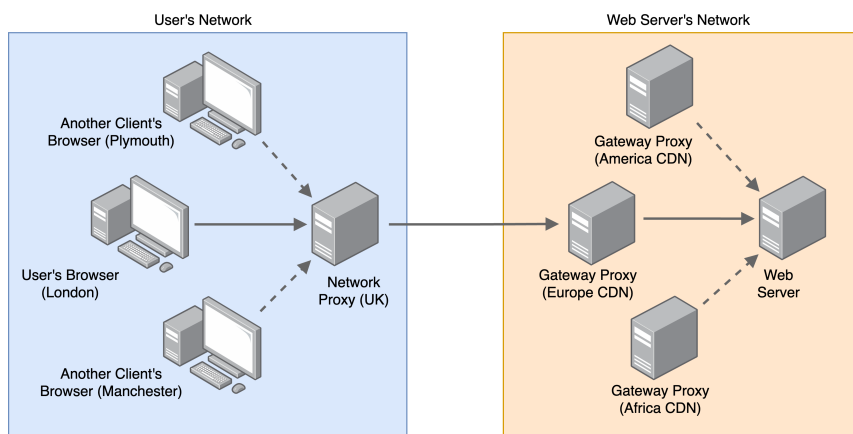 User's Network
Web Server's Network
Another Client's
Browser (Plymouth)
Gateway Proxy
(America CDN)
User's Browser
(London)
Network
Proxy (UK)
Gateway Proxy
(Europe CDN)
Web
Server
Another Client's
Browser (Manchester)
Gateway Proxy
(Africa CDN)